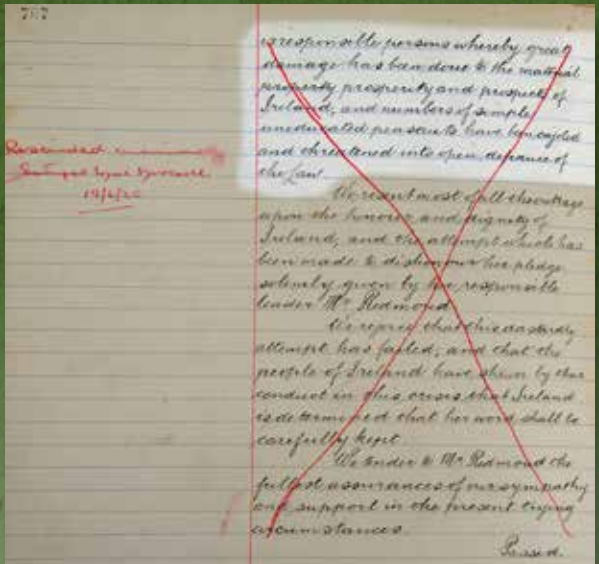 787
irresponsible persons whereby great
damage has been done to the material
property prosperity and prospects of
Ireland, and numbers of simple
uneducated peasants to have been cajoled
and threatened into open defiance of
the Law.
We resent most of all the outrage
upon the honour and dignity of
Ireland, and the attempt which has
been made to dishonour her pledge
solemnly given by her responsible
leader Mr Redmond
We rejoice that this dastardly
attempt has failed, and that the
people of Ireland have shewn by their
conduct in this crisis that Ireland
is determined that her word shall be
carefully kept
We tender to Mr Redmond the
fullest assurances of our sympathy
and support in the present trying
circumstances.
Passed.
Rescinded